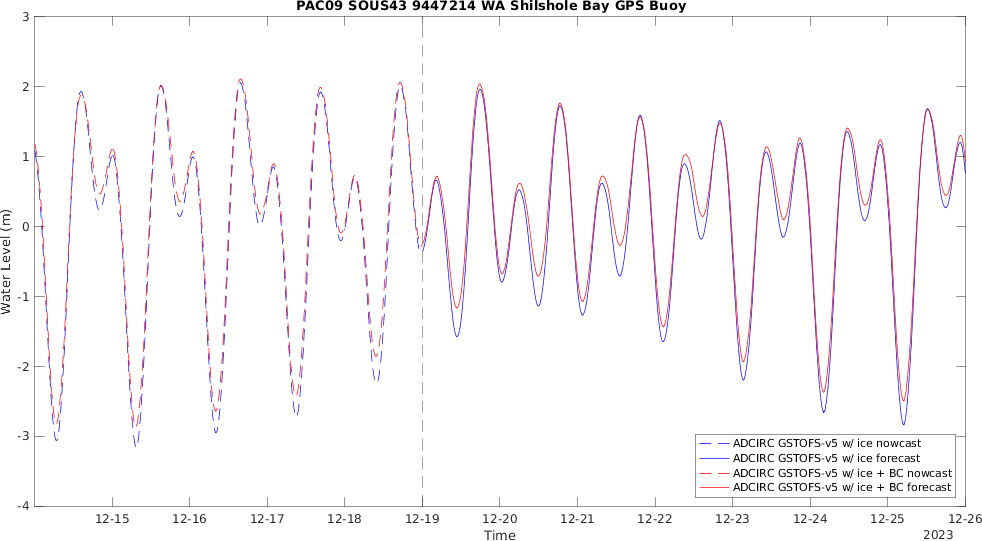 PAC09 SOUS43 9447214 WA Shilshole Bay GPS Buoy
3
2
1
0
-1
-2
-3
-4
Water Level (m)
ADCIRC GSTOFS-v5 w/ ice nowcast
ADCIRC GSTOFS-v5 w/ ice forecast
ADCIRC GSTOFS-v5 w/ ice + BC nowcast
ADCIRC GSTOFS-v5 w/ ice + BC forecast
12-15 12-16 12-17 12-18 12-19 12-20 12-21 12-22 12-23 12-24 12-25 12-26
Time
2023